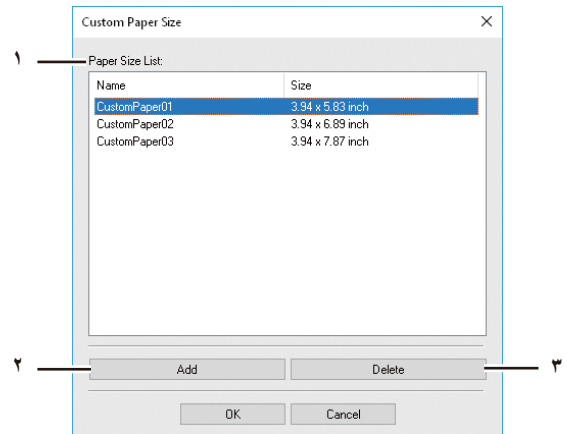 Custom Paper Size
١
Paper Size List:
Name Size
CustomPaper01 3.94 x 5.83 inch
CustomPaper02 3.94 x 6.89 inch
CustomPaper03 3.94 x 7.87 inch
٢ Add Delete ٣
OK Cancel